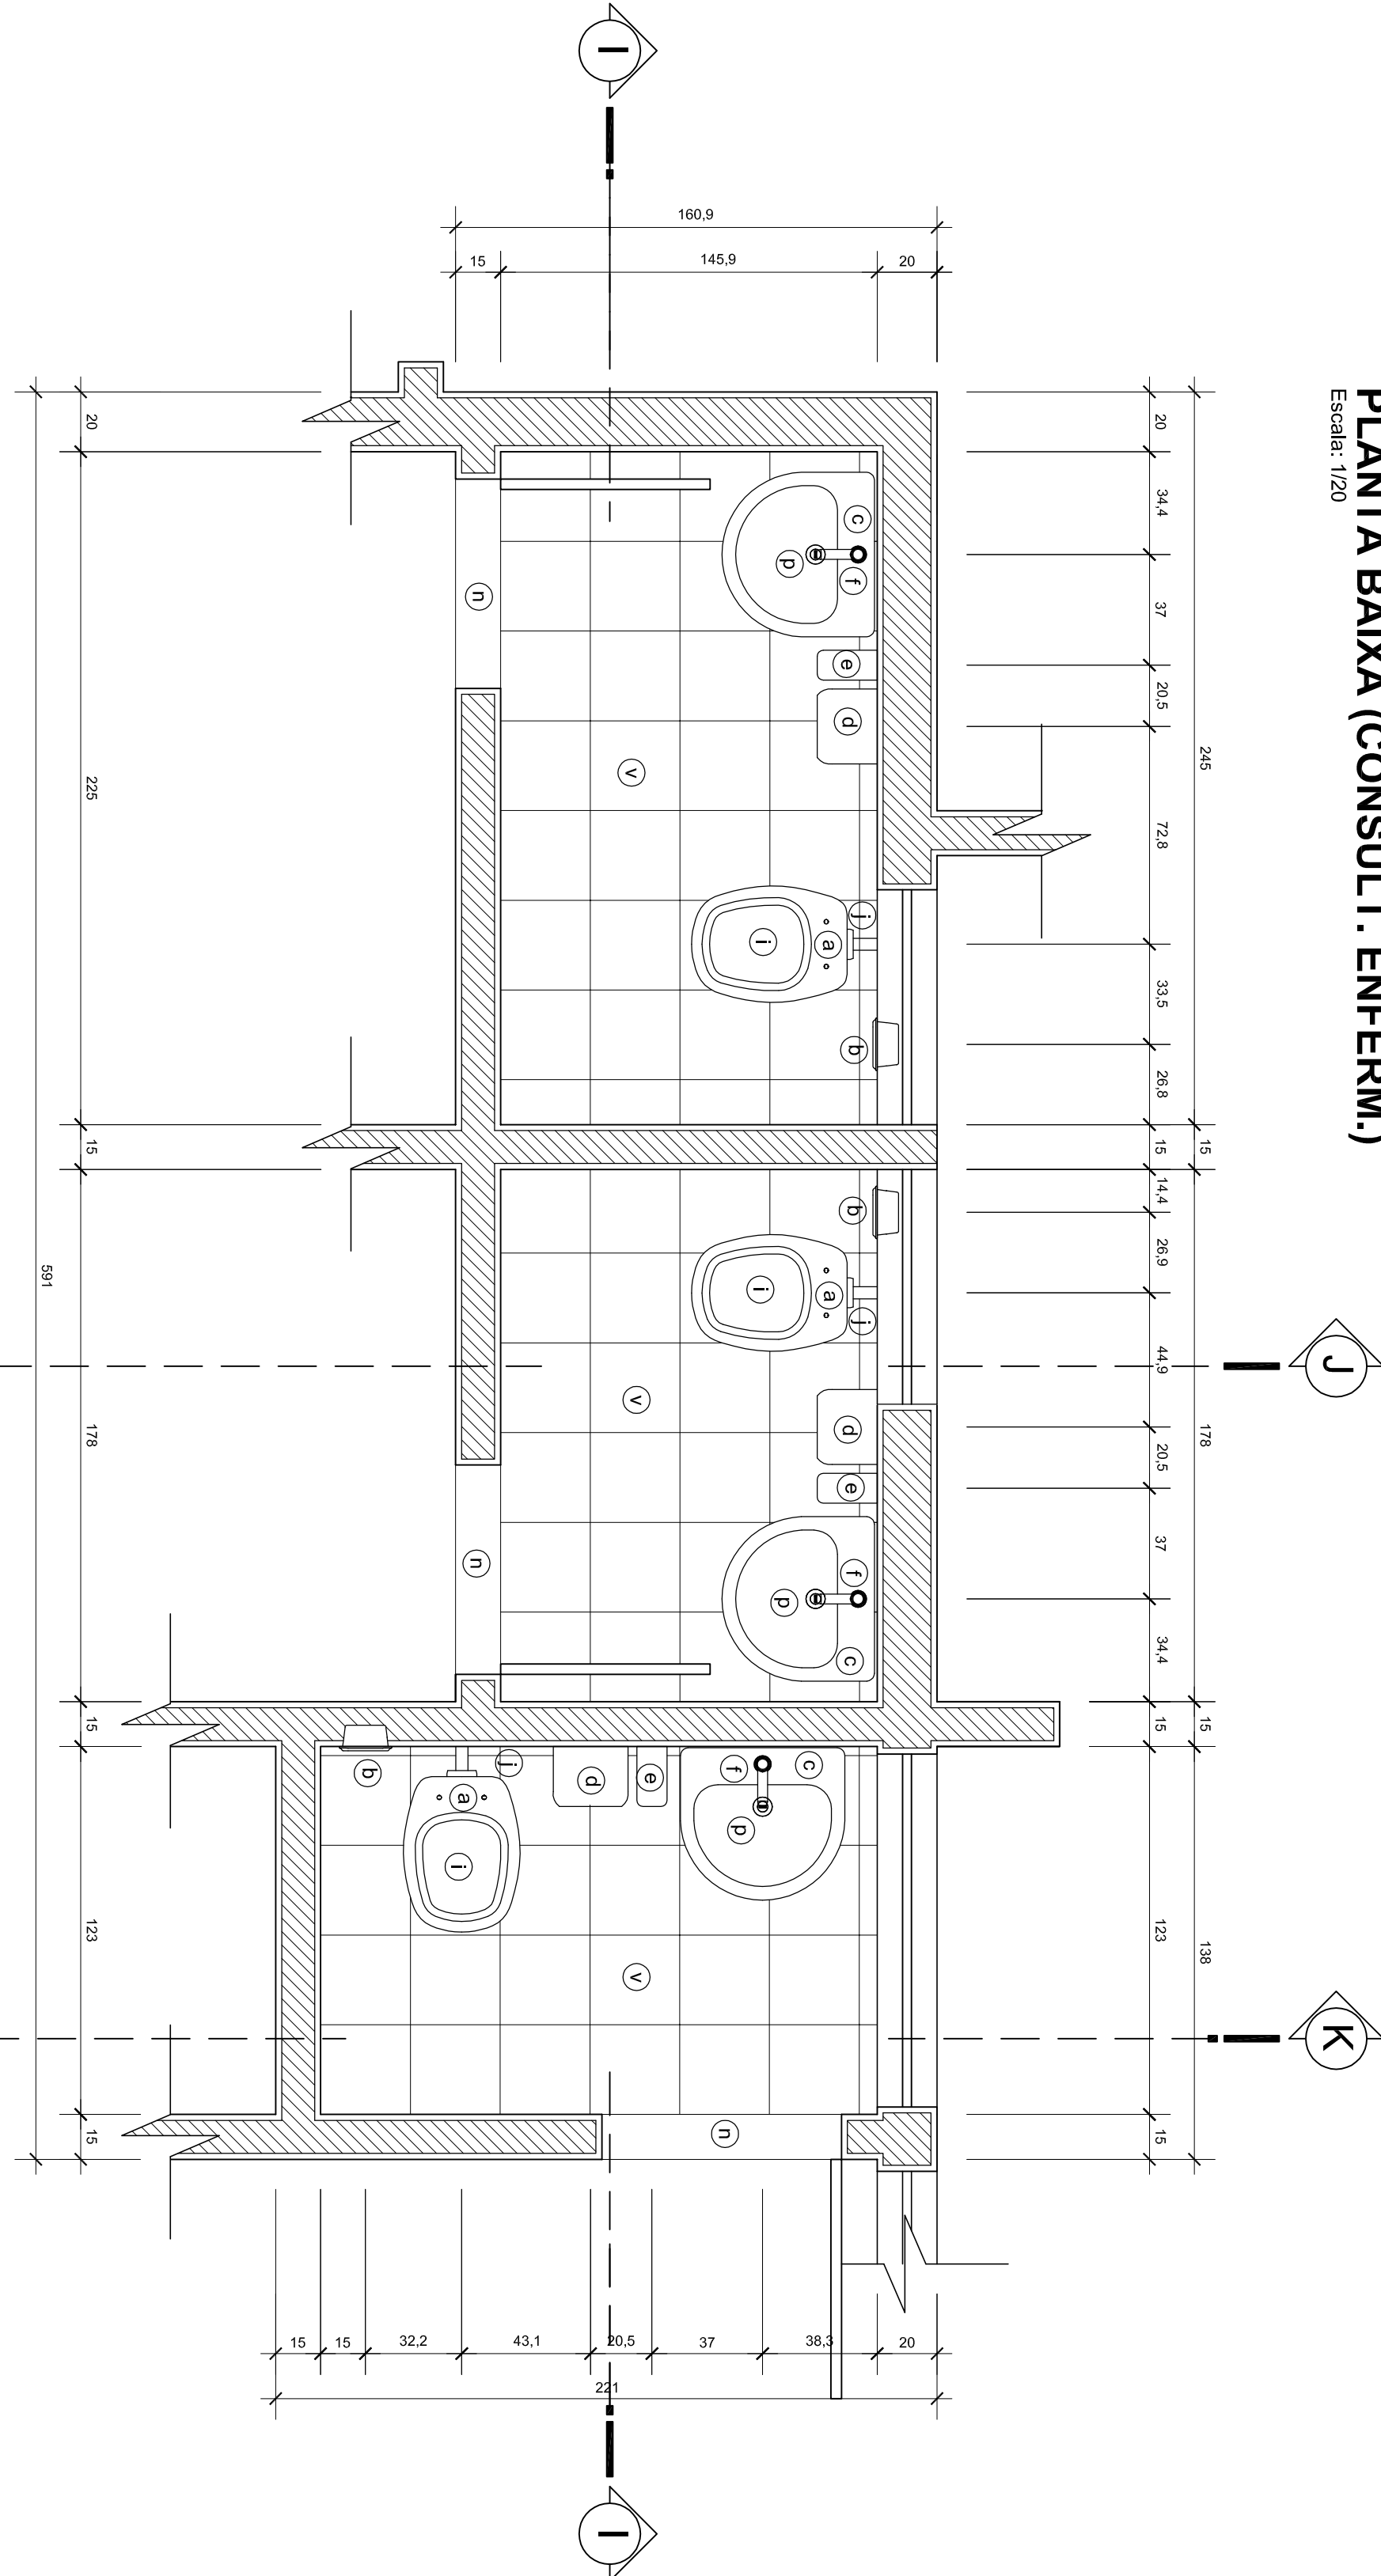 PLANTA BAIXA (CONSULT. ENFERM.)
Escala: 1/20
I
160,9
15
145,9
20
245
15
178
15
138
20
34,4
37
20,5
72,8
33,5
26,8
15
14,4
26,9
44,9
20,5
37
34,4
15
123
15
J
K
c
f
p
e
d
n
v
j
a
i
b
b
a
i
j
v
d
e
f
p
c
n
b
j
a
i
d
e
f
c
p
v
n
20
225
15
178
15
123
15
591
15
15
32,2
43,1
20,5
37
38,3
20
221
I